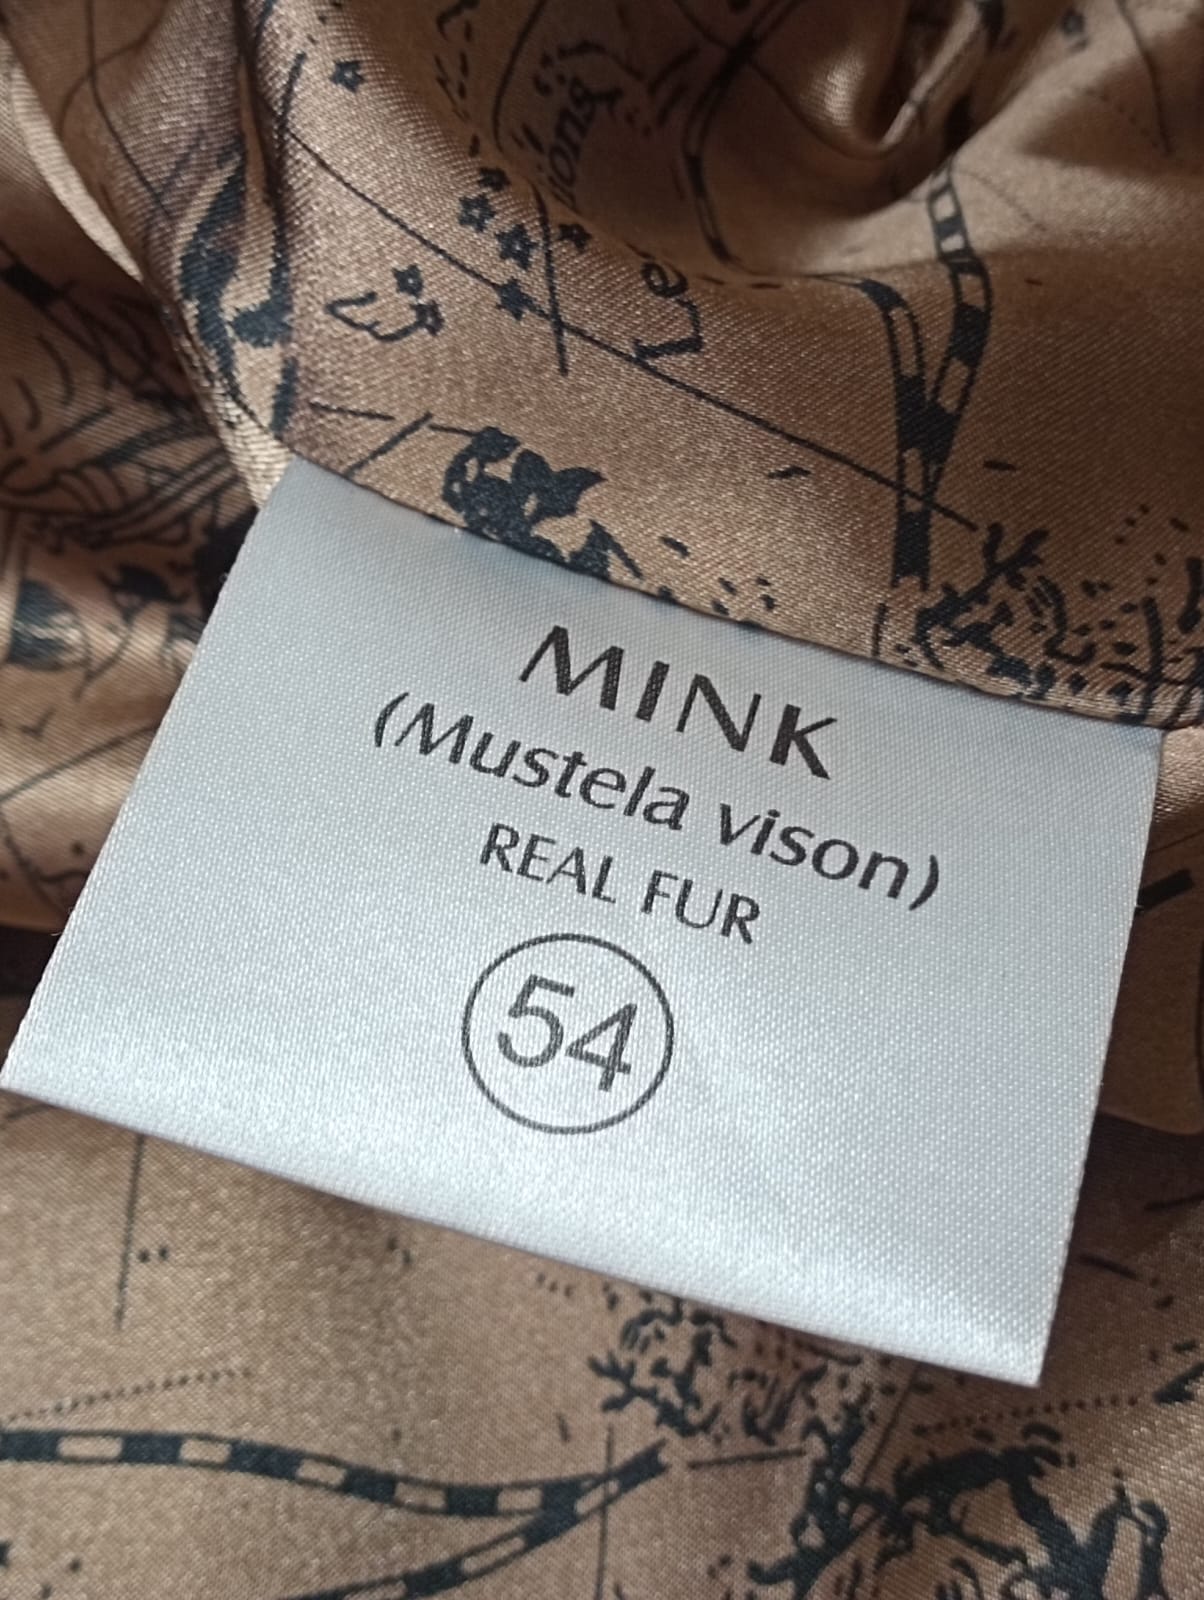 MINK
(Mustela vison)
REAL FUR
54